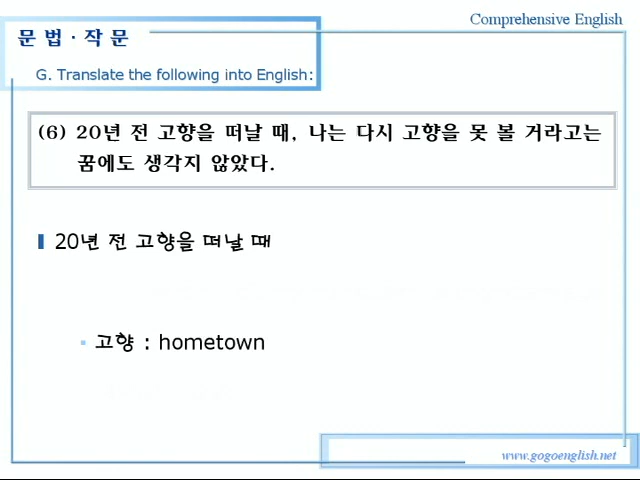 Comprehensive English
문 법 · 작 문
G. Translate the following into English:
(6) 20년 전 고향을 떠날 때, 나는 다시 고향을 못 볼 거라고는
꿈에도 생각지 않았다.
20년 전 고향을 떠날 때
고향 : hometown
www.gogoenglish.net